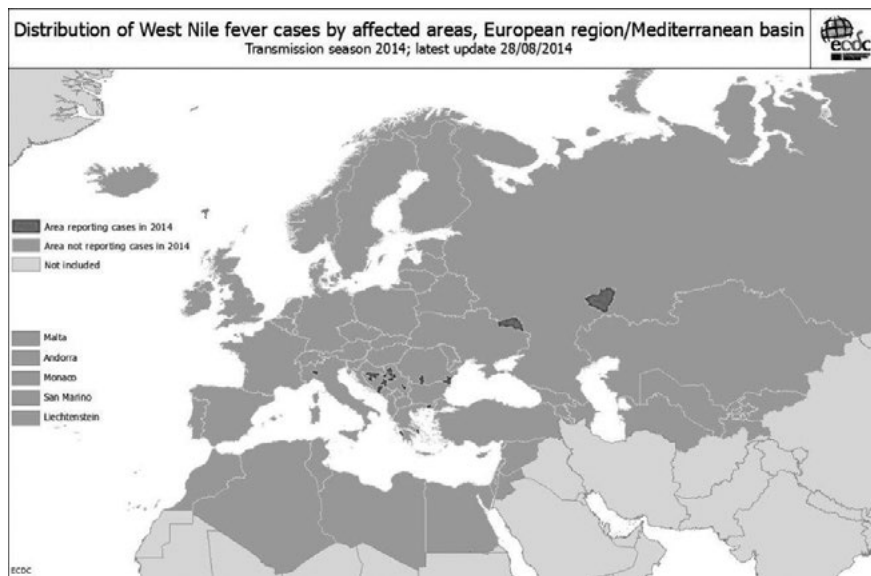 Distribution of West Nile fever cases by affected areas, European region/Mediterranean basin
Transmission season 2014; latest update 28/08/2014
ecdc
Area reporting cases in 2014
Area not reporting cases in 2014
Not included
Malta
Andorra
Monaco
San Marino
Liechtenstein
ECDC